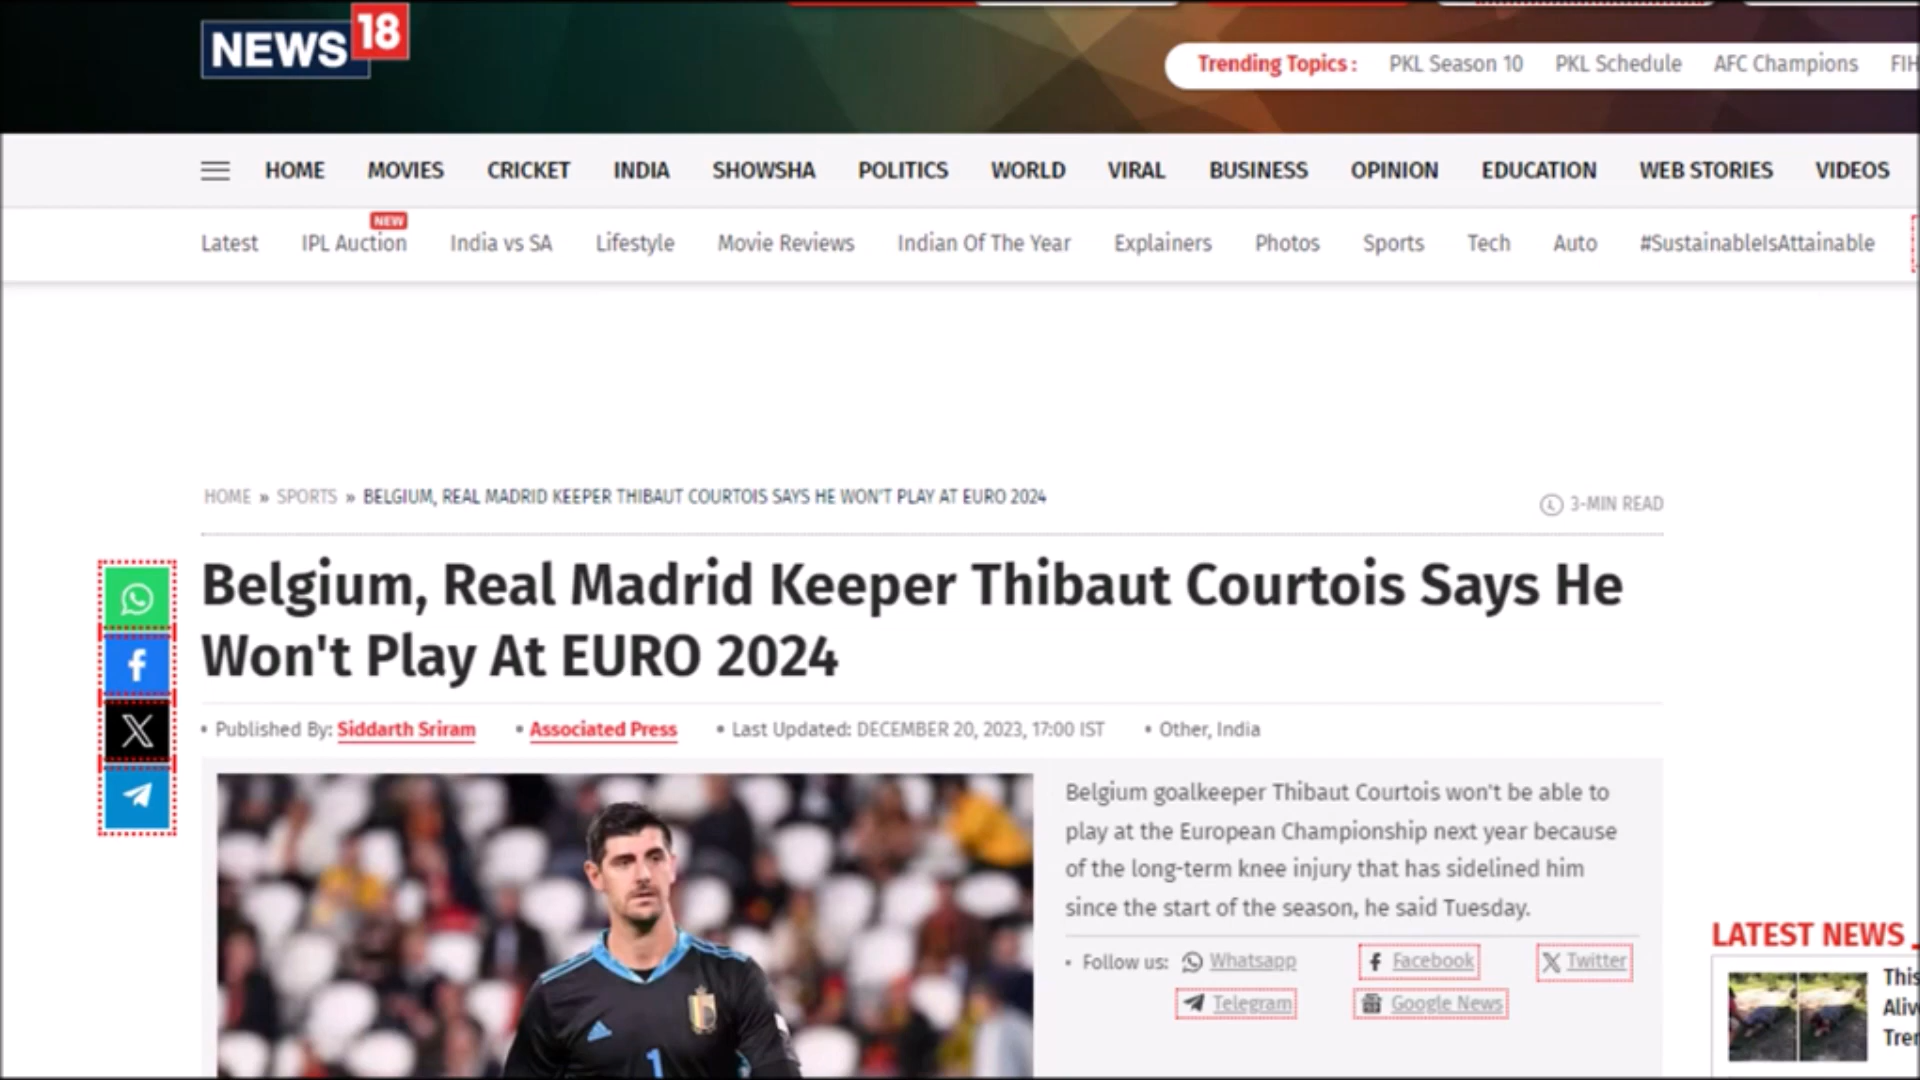 NEWS 18
Trending Topics : PKL Season 10 PKL Schedule AFC Champions FIH
HOME MOVIES CRICKET INDIA SHOWSHA POLITICS WORLD VIRAL BUSINESS OPINION EDUCATION WEB STORIES VIDEOS
NEW
Latest IPL Auction India vs SA Lifestyle Movie Reviews Indian Of The Year Explainers Photos Sports Tech Auto #SustainableIsAttainable
HOME » SPORTS » BELGIUM, REAL MADRID KEEPER THIBAUT COURTOIS SAYS HE WON'T PLAY AT EURO 2024
3-MIN READ
Belgium, Real Madrid Keeper Thibaut Courtois Says He
Won't Play At EURO 2024
• Published By: Siddarth Sriram • Associated Press • Last Updated: DECEMBER 20, 2023, 17:00 IST • Other, India
Belgium goalkeeper Thibaut Courtois won't be able to
play at the European Championship next year because
of the long-term knee injury that has sidelined him
since the start of the season, he said Tuesday.
• Follow us: Whatsapp Facebook Twitter
Telegram Google News
1
LATEST NEWS
This
Aliv
Tren